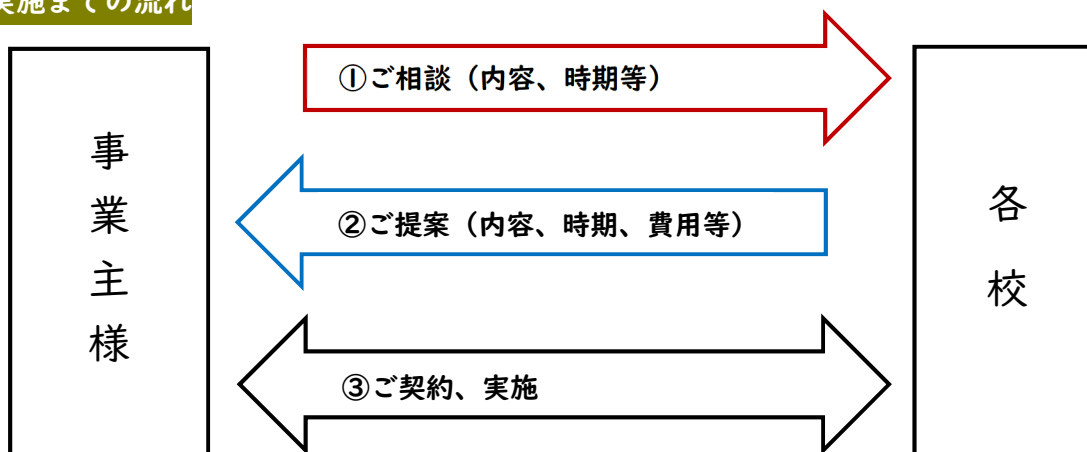 実施までの流れ
①ご相談（内容、時期等）
事業主様
②ご提案（内容、時期、費用等）
各校
③ご契約、実施